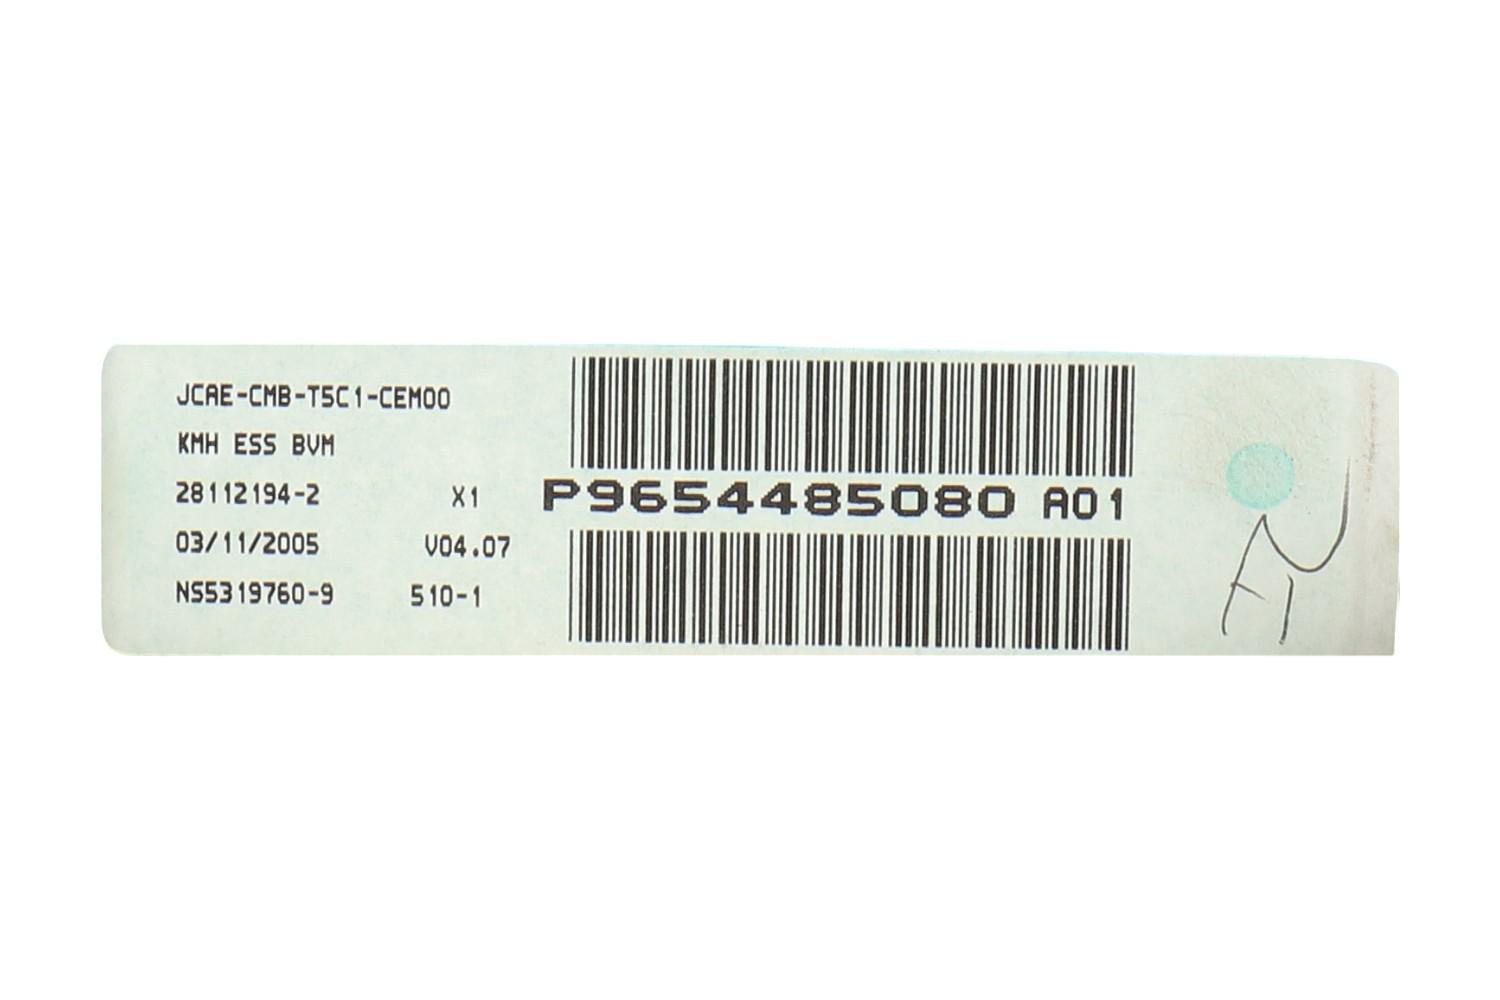 JCAE-CMB-T5C1-CEM00
KMH ESS BVM
28112194-2 X1
03/11/2005 V04.07
NS5319760-9 510-1
P9654485080 A01